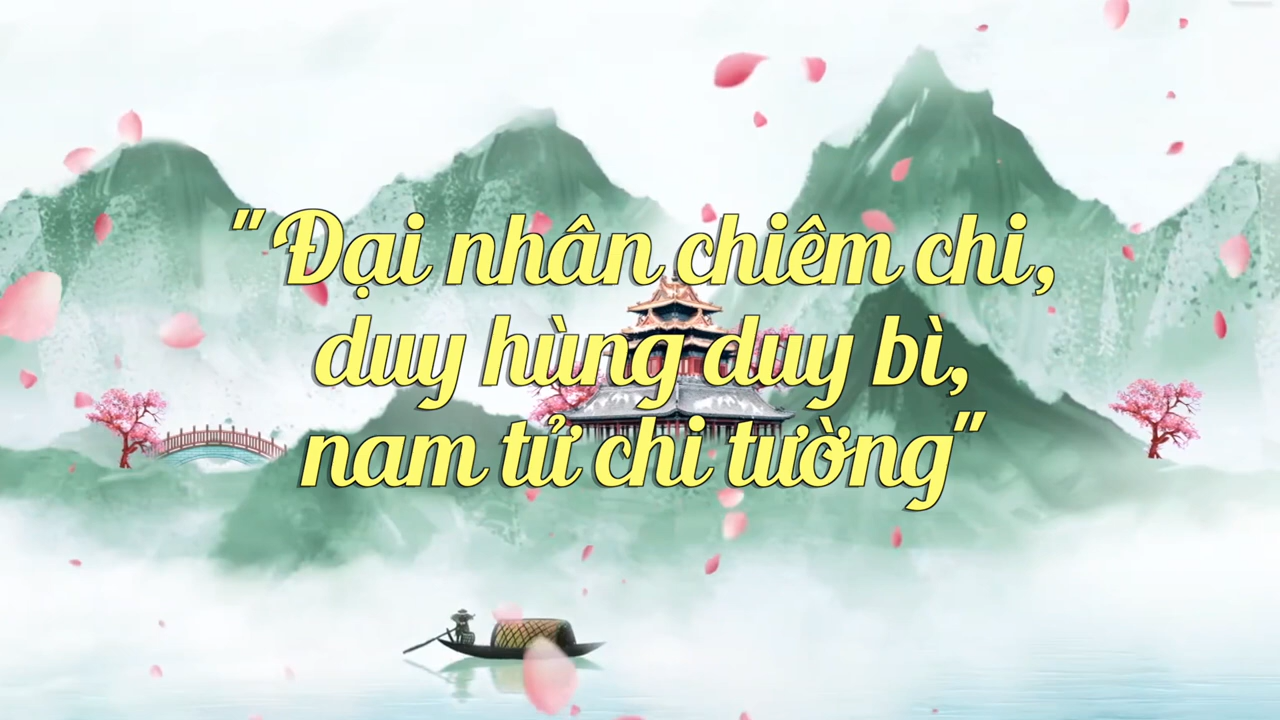 "Đại nhân chiêm chi,
duy hùng duy bì,
nam tử chi tường"